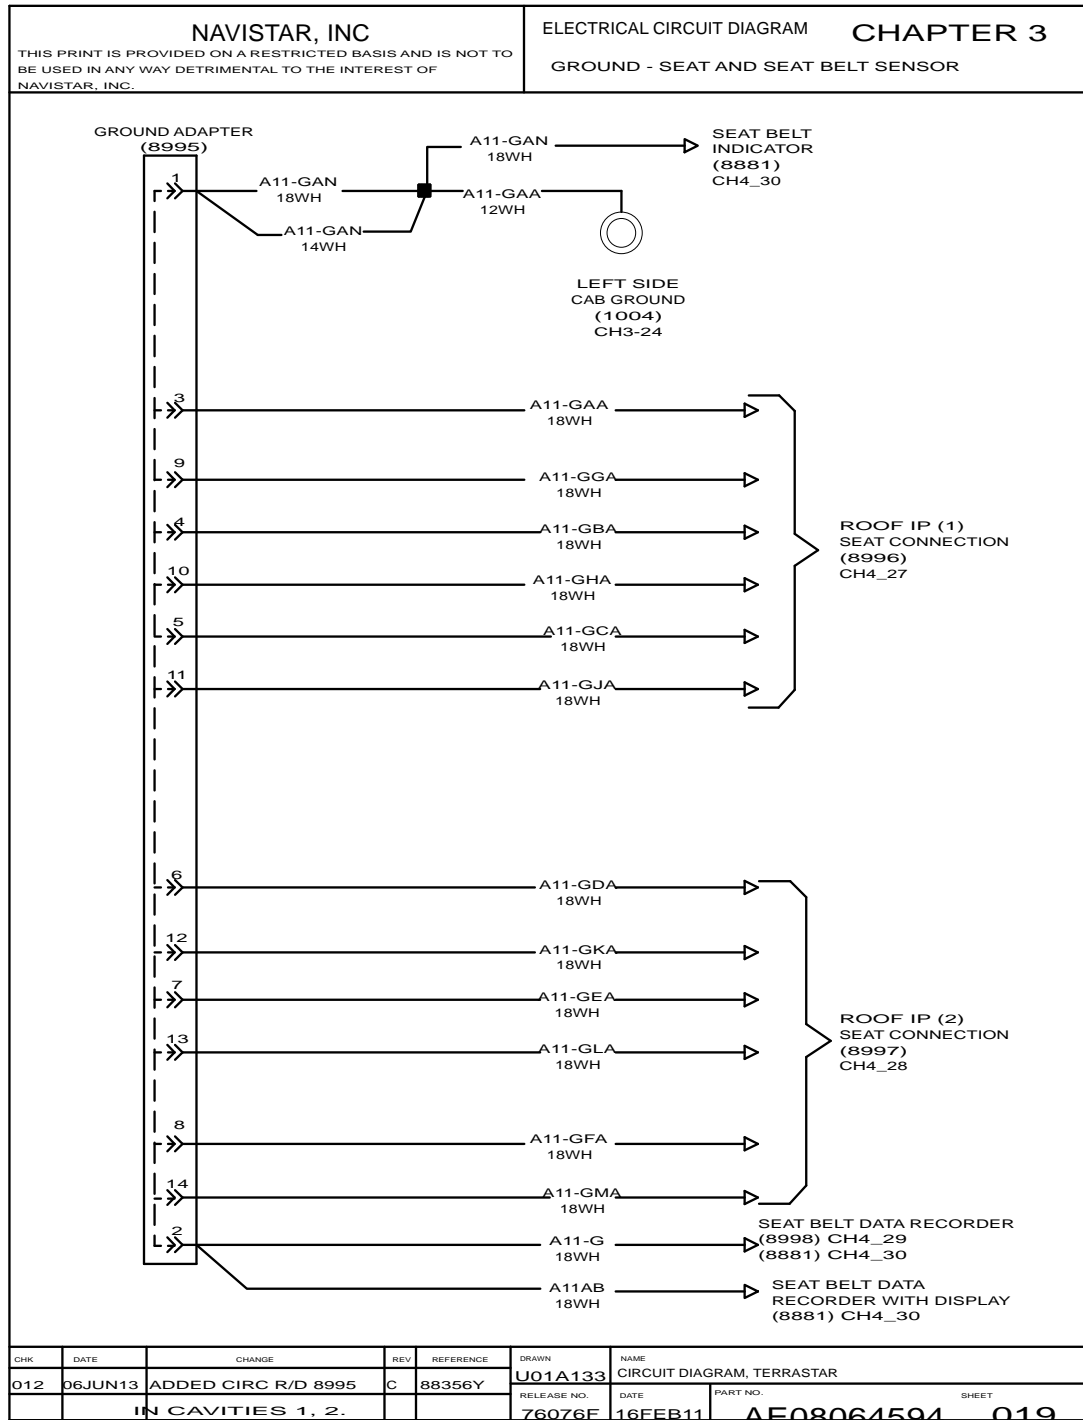 NAVISTAR, INC
THIS PRINT IS PROVIDED ON A RESTRICTED BASIS AND IS NOT TO
BE USED IN ANY WAY DETRIMENTAL TO THE INTEREST OF
NAVISTAR, INC.
ELECTRICAL CIRCUIT DIAGRAM
CHAPTER 3
GROUND - SEAT AND SEAT BELT SENSOR
GROUND ADAPTER
(8995)
1
A11-GAN
18WH
A11-GAN
14WH
A11-GAN
18WH
A11-GAA
12WH
SEAT BELT
INDICATOR
(8881)
CH4_30
LEFT SIDE
CAB GROUND
(1004)
CH3-24
3
A11-GAA
18WH
9
A11-GGA
18WH
4
A11-GBA
18WH
10
A11-GHA
18WH
5
A11-GCA
18WH
11
A11-GJA
18WH
ROOF IP (1)
SEAT CONNECTION
(8996)
CH4_27
6
A11-GDA
18WH
12
A11-GKA
18WH
7
A11-GEA
18WH
13
A11-GLA
18WH
8
A11-GFA
18WH
14
A11-GMA
18WH
ROOF IP (2)
SEAT CONNECTION
(8997)
CH4_28
2
A11-G
18WH
SEAT BELT DATA RECORDER
(8998) CH4_29
(8881) CH4_30
A11AB
18WH
SEAT BELT DATA
RECORDER WITH DISPLAY
(8881) CH4_30
CHK DATE CHANGE REV REFERENCE
012 06JUN13 ADDED CIRC R/D 8995 C 88356Y
IN CAVITIES 1, 2.
DRAWN
U01A133
NAME
CIRCUIT DIAGRAM, TERRASTAR
RELEASE NO.
76076F
DATE
16FEB11
PART NO.
AE08064594
SHEET
019